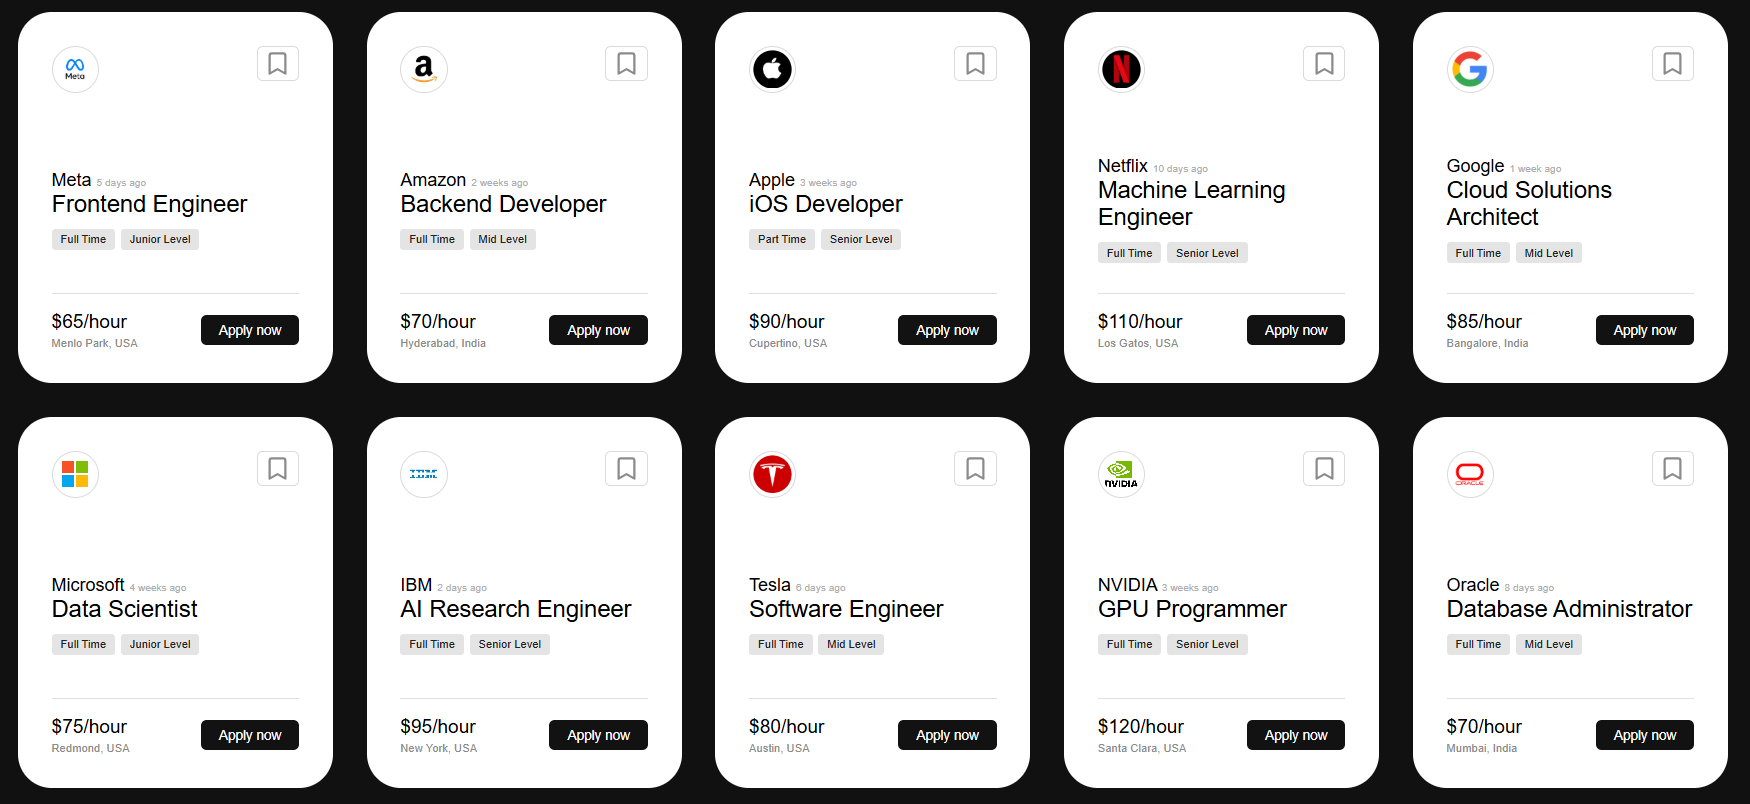 Meta
Meta 5 days ago
Frontend Engineer
Full Time Junior Level
$65/hour
Menlo Park, USA
Apply now
a
Amazon 2 weeks ago
Backend Developer
Full Time Mid Level
$70/hour
Hyderabad, India
Apply now
Apple 3 weeks ago
iOS Developer
Part Time Senior Level
$90/hour
Cupertino, USA
Apply now
N
Netflix 10 days ago
Machine Learning
Engineer
Full Time Senior Level
$110/hour
Los Gatos, USA
Apply now
G
Google 1 week ago
Cloud Solutions
Architect
Full Time Mid Level
$85/hour
Bangalore, India
Apply now
Microsoft 4 weeks ago
Data Scientist
Full Time Junior Level
$75/hour
Redmond, USA
Apply now
IBM
IBM 2 days ago
AI Research Engineer
Full Time Senior Level
$95/hour
New York, USA
Apply now
T
Tesla 6 days ago
Software Engineer
Full Time Mid Level
$80/hour
Austin, USA
Apply now
NVIDIA
NVIDIA 3 weeks ago
GPU Programmer
Full Time Senior Level
$120/hour
Santa Clara, USA
Apply now
ORACLE
Oracle 8 days ago
Database Administrator
Full Time Mid Level
$70/hour
Mumbai, India
Apply now